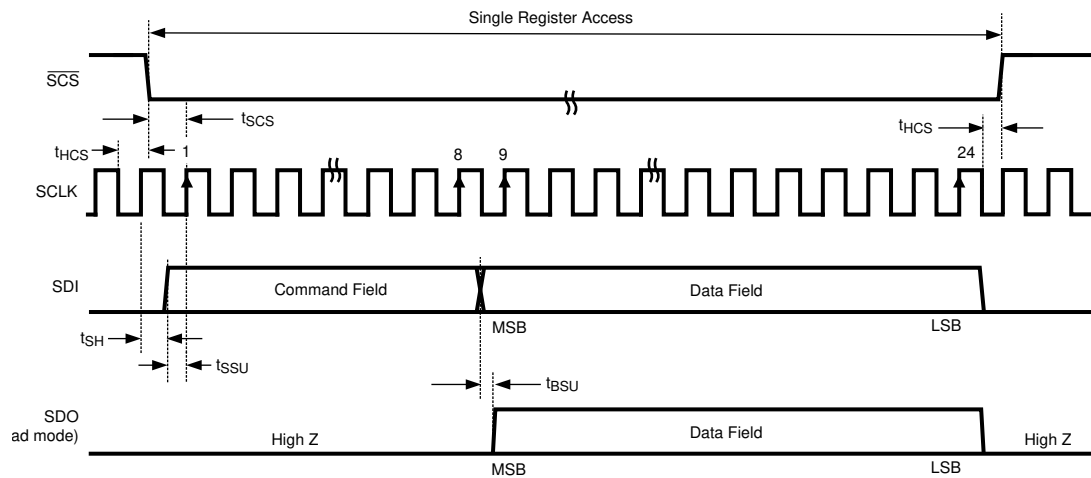 Single Register Access
SCS
tSCS
tHCS
tHCS
1
8
9
24
SCLK
SDI
Command Field
Data Field
MSB
LSB
tSH
tSSU
tBSU
SDO
ad mode)
High Z
Data Field
High Z
MSB
LSB